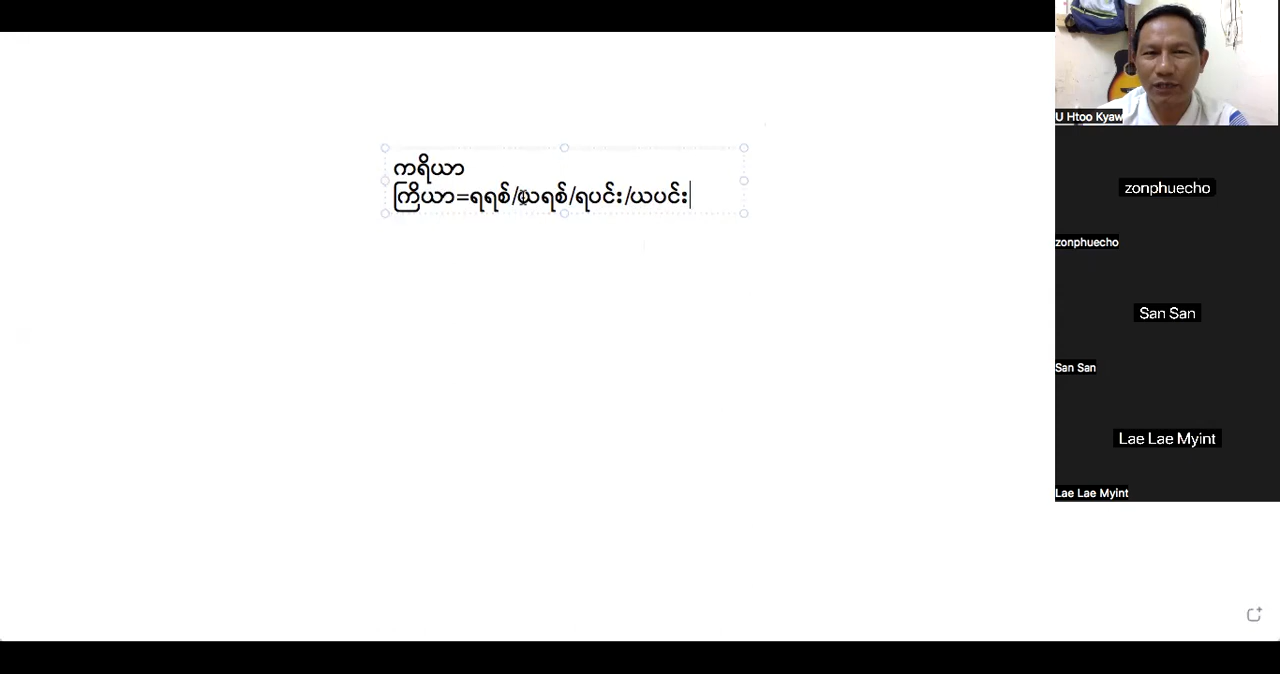 ကရိယာ
ကြိယာ=ရရစ်/ယရစ်/ရပင်း/ယပင်း
U Htoo Kyaw
zonphuecho
zonphuecho
San San
San San
Lae Lae Myint
Lae Lae Myint